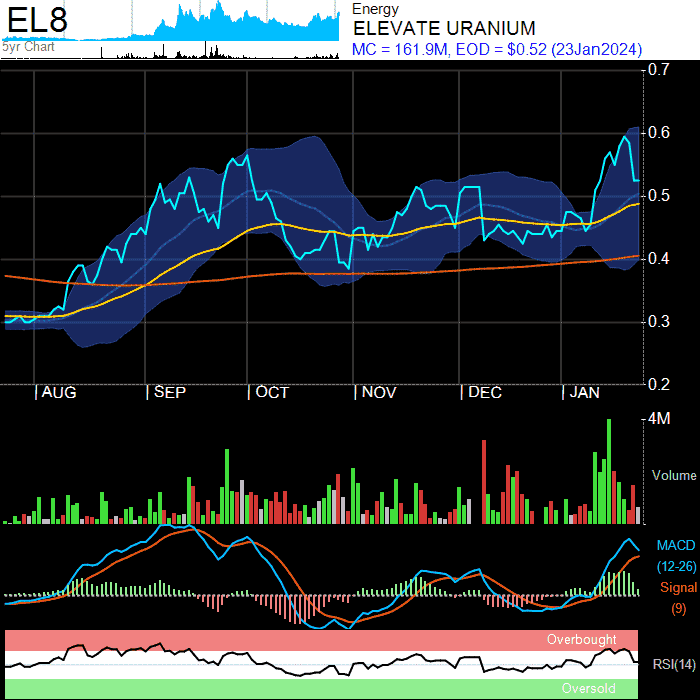 EL8
5yr Chart
Energy
ELEVATE URANIUM
MC = 161.9M, EOD = $0.52 (23Jan2024)
0.7
0.6
0.5
0.4
0.3
0.2
| AUG | SEP | OCT | NOV | DEC | JAN
4M
Volume
MACD
(12-26)
Signal
(9)
Overbought
RSI(14)
Oversold